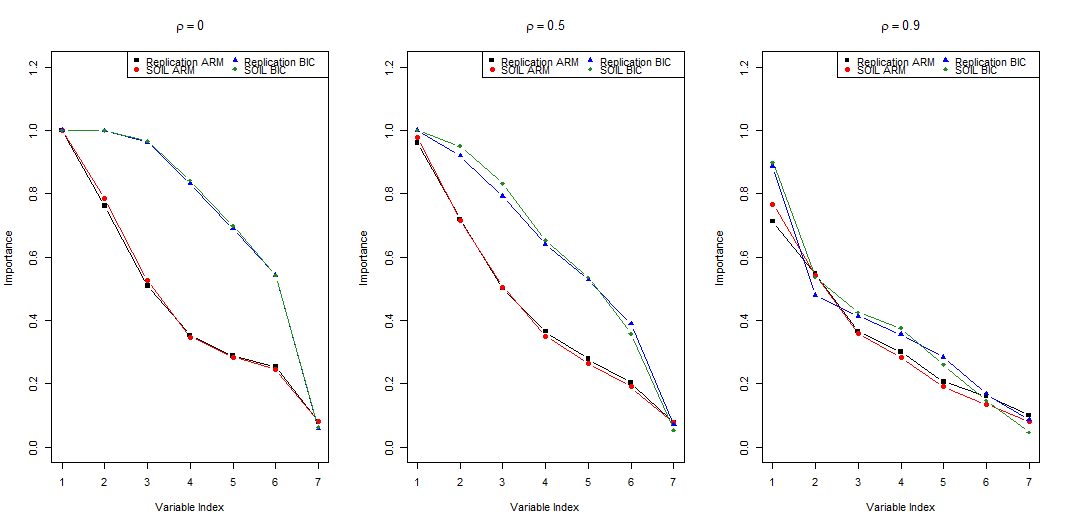 ρ = 0
Replication ARM Replication BIC
SOIL ARM SOIL BIC
Importance
0.0 0.2 0.4 0.6 0.8 1.0 1.2
1 2 3 4 5 6 7
Variable Index
ρ = 0.5
Replication ARM Replication BIC
SOIL ARM SOIL BIC
Importance
0.0 0.2 0.4 0.6 0.8 1.0 1.2
1 2 3 4 5 6 7
Variable Index
ρ = 0.9
Replication ARM Replication BIC
SOIL ARM SOIL BIC
Importance
0.0 0.2 0.4 0.6 0.8 1.0 1.2
1 2 3 4 5 6 7
Variable Index